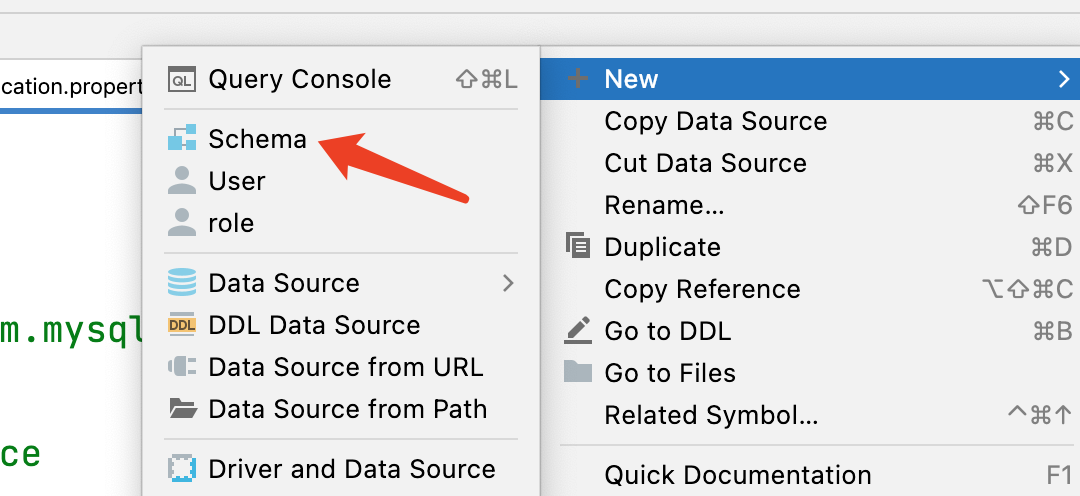 Query Console ⇧⌘L
Schema
User
role
Data Source
DDL Data Source
Data Source from URL
Data Source from Path
Driver and Data Source
New
Copy Data Source ⌘C
Cut Data Source ⌘X
Rename... ⇧F6
Duplicate ⌘D
Copy Reference ⌥⇧⌘C
Go to DDL ⌘B
Go to Files
Related Symbol... ^⌘↑
Quick Documentation F1
cation.propert
m.mysql
ce
QL
DDL